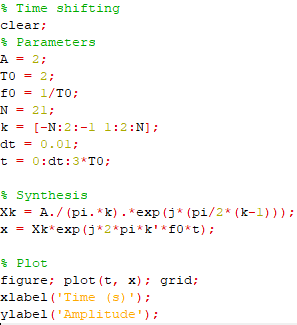 % Time shifting
clear;
% Parameters
A = 2;
T0 = 2;
f0 = 1/T0;
N = 21;
k = [-N:2:-1 1:2:N];
dt = 0.01;
t = 0:dt:3*T0;
% Synthesis
Xk = A./(pi.*k).*exp(j*(pi/2*(k-1)));
x = Xk*exp(j*2*pi*k'*f0*t);
% Plot
figure; plot(t, x); grid;
xlabel('Time (s)');
ylabel('Amplitude');